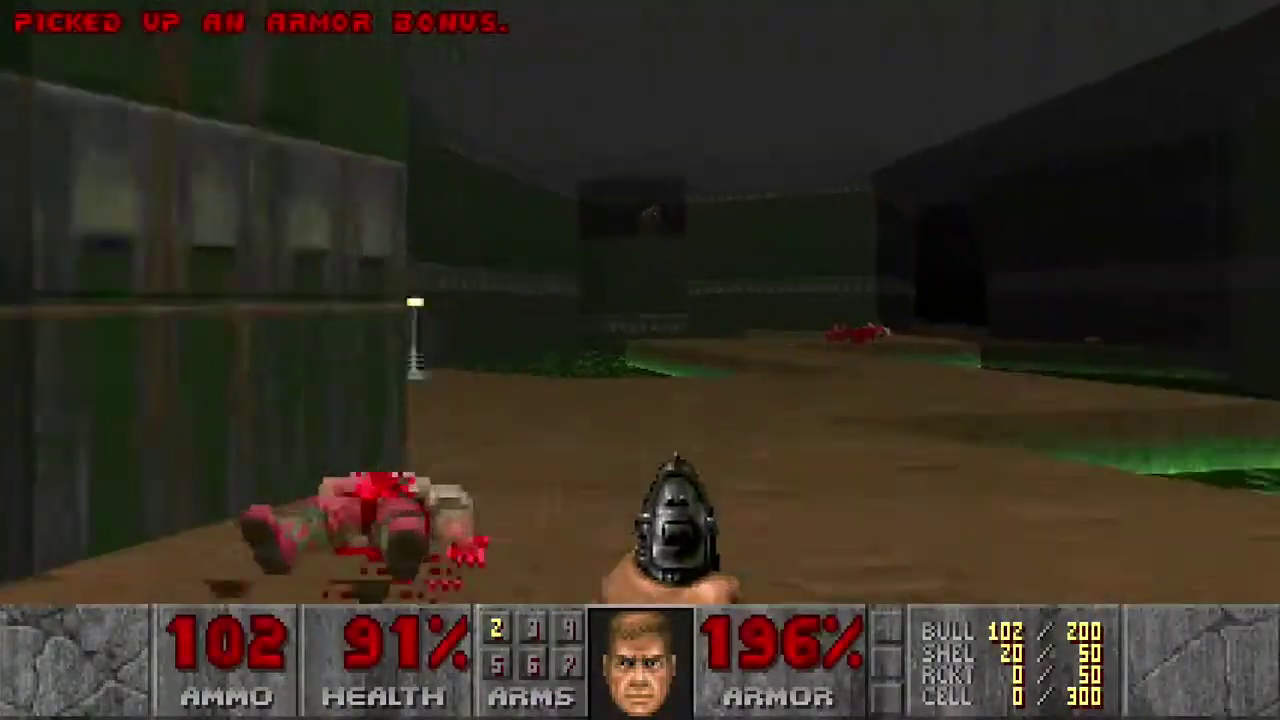 PICKED UP AN ARMOR BONUS.
102 91% 2 3 4 196% BULL 102 / 200
5 6 7 SHEL 20 / 50
RCKT 0 / 50
AMMO HEALTH ARMS ARMOR CELL 0 / 300